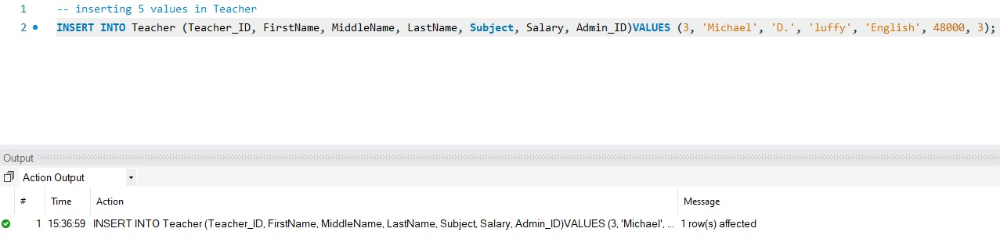 1 -- inserting 5 values in Teacher
2 INSERT INTO Teacher (Teacher_ID, FirstName, MiddleName, LastName, Subject, Salary, Admin_ID)VALUES (3, 'Michael', 'D.', 'luffy', 'English', 48000, 3);
Output
Action Output
# Time Action Message
1 15:36:59 INSERT INTO Teacher (Teacher_ID, FirstName, MiddleName, LastName, Subject, Salary, Admin_ID)VALUES (3, 'Michael', ... 1 row(s) affected